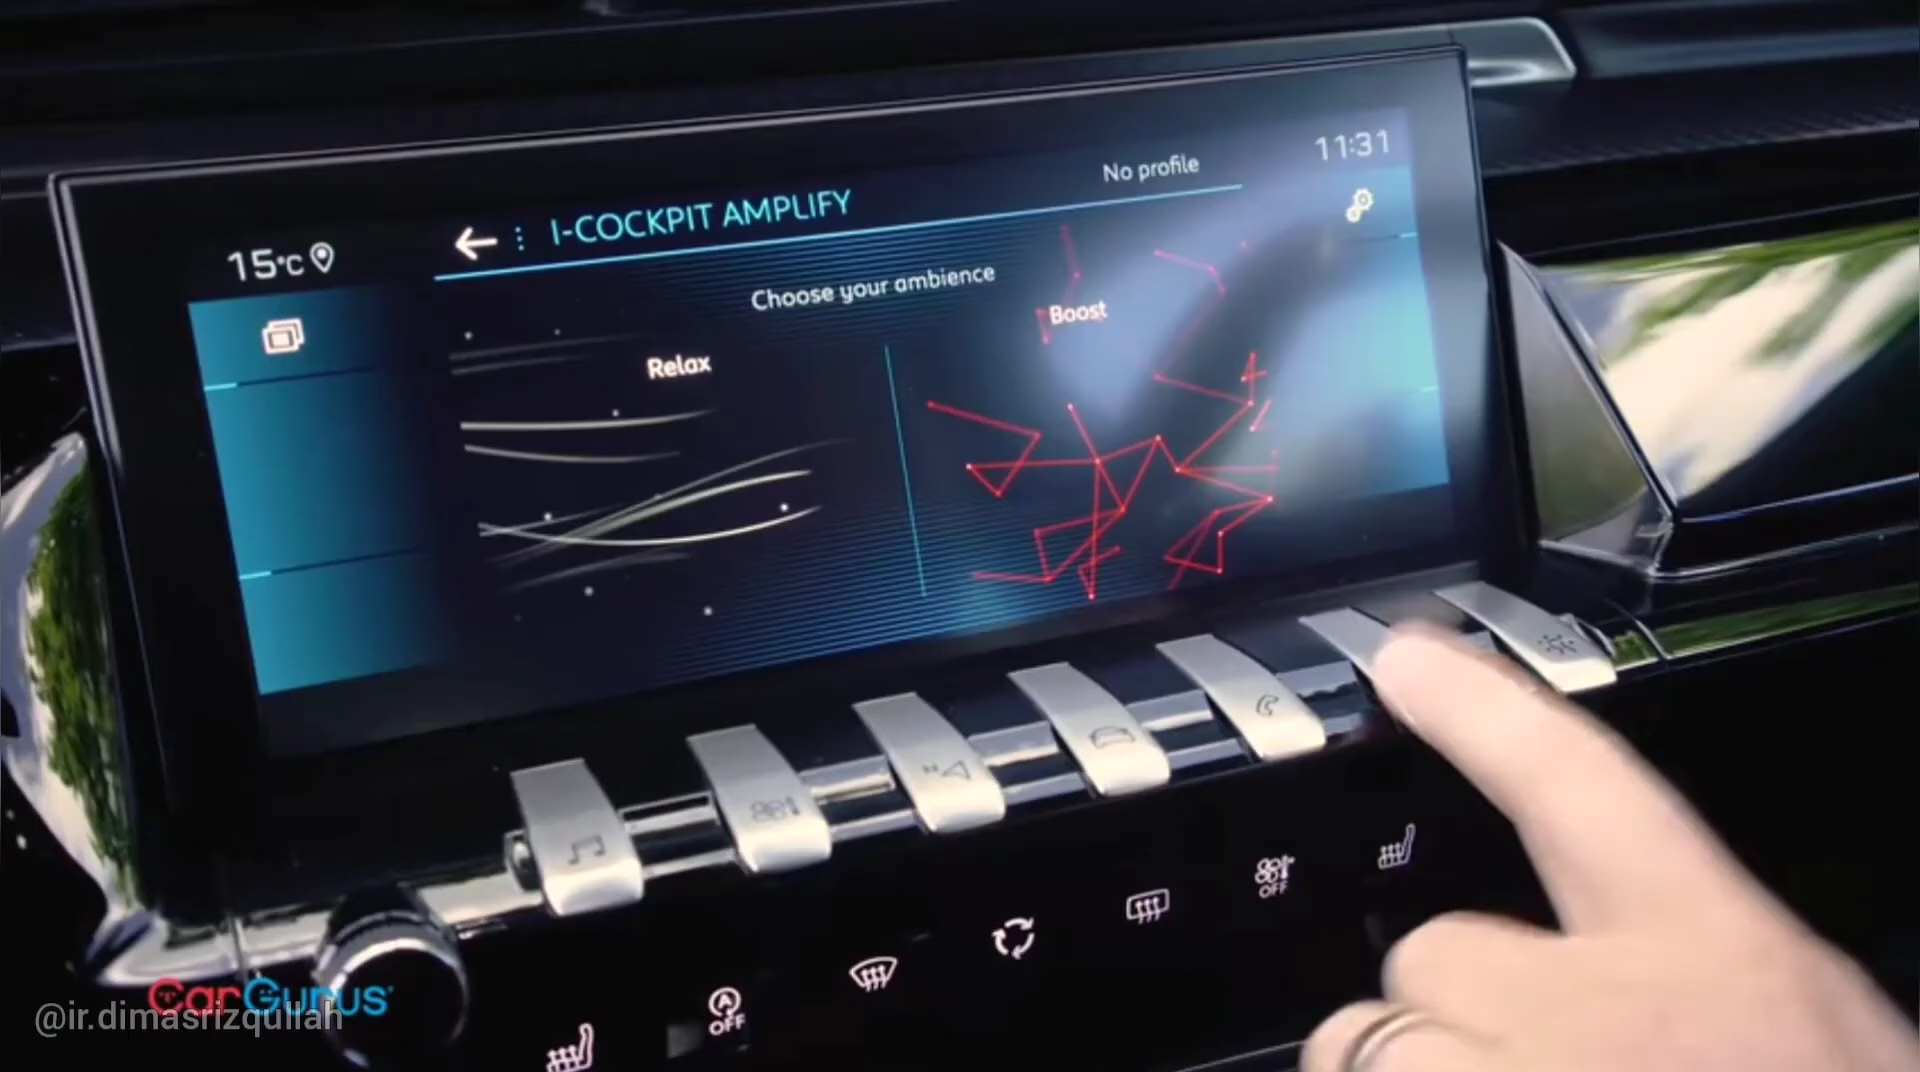 11:31
No profile
I-COCKPIT AMPLIFY
15°C
Choose your ambience
Boost
Relax
OFF
A
OFF
CarGurus
@ir.dimasrizqullah